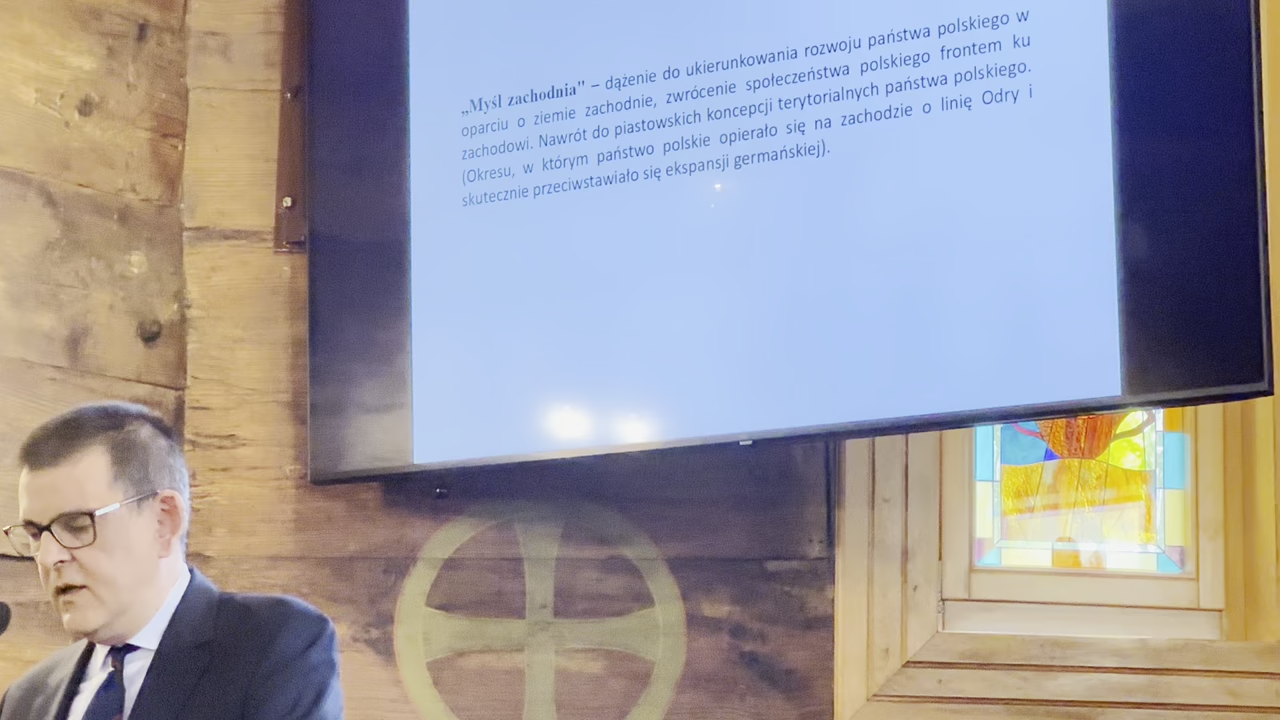 „Myśl zachodnia" – dążenie do ukierunkowania rozwoju państwa polskiego w
oparciu o ziemie zachodnie, zwrócenie społeczeństwa polskiego frontem ku
zachodowi. Nawrót do piastowskich koncepcji terytorialnych państwa polskiego.
(Okresu, w którym państwo polskie opierało się na zachodzie o linię Odry i
skutecznie przeciwstawiało się ekspansji germańskiej).